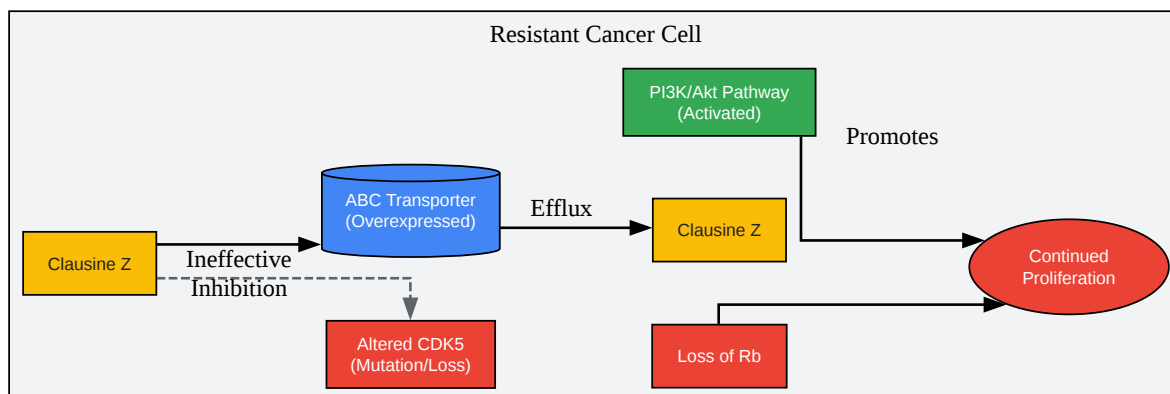 Resistant Cancer Cell
PI3K/Akt Pathway
(Activated)
Promotes
ABC Transporter
(Overexpressed)
Efflux
Clausine Z
Clausine Z
Ineffective
Inhibition
Continued
Proliferation
Altered CDK5
(Mutation/Loss)
Loss of Rb